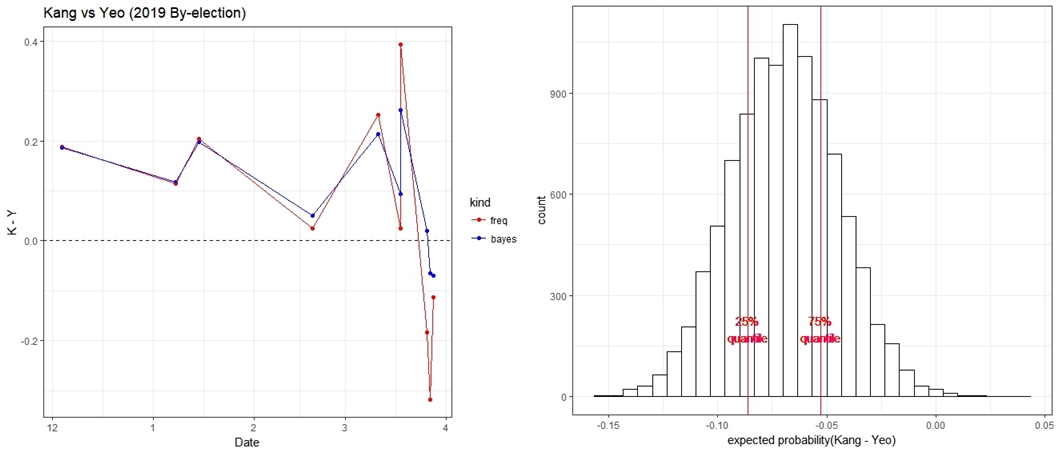 Kang vs Yeo (2019 By-election)
0.4
0.2
0.0
-0.2
K - Y
12
1
2
3
4
Date
kind
freq
bayes
900
600
300
0
count
25%
quantile
75%
quantile
-0.15
-0.10
-0.05
0.00
0.05
expected probability(Kang - Yeo)